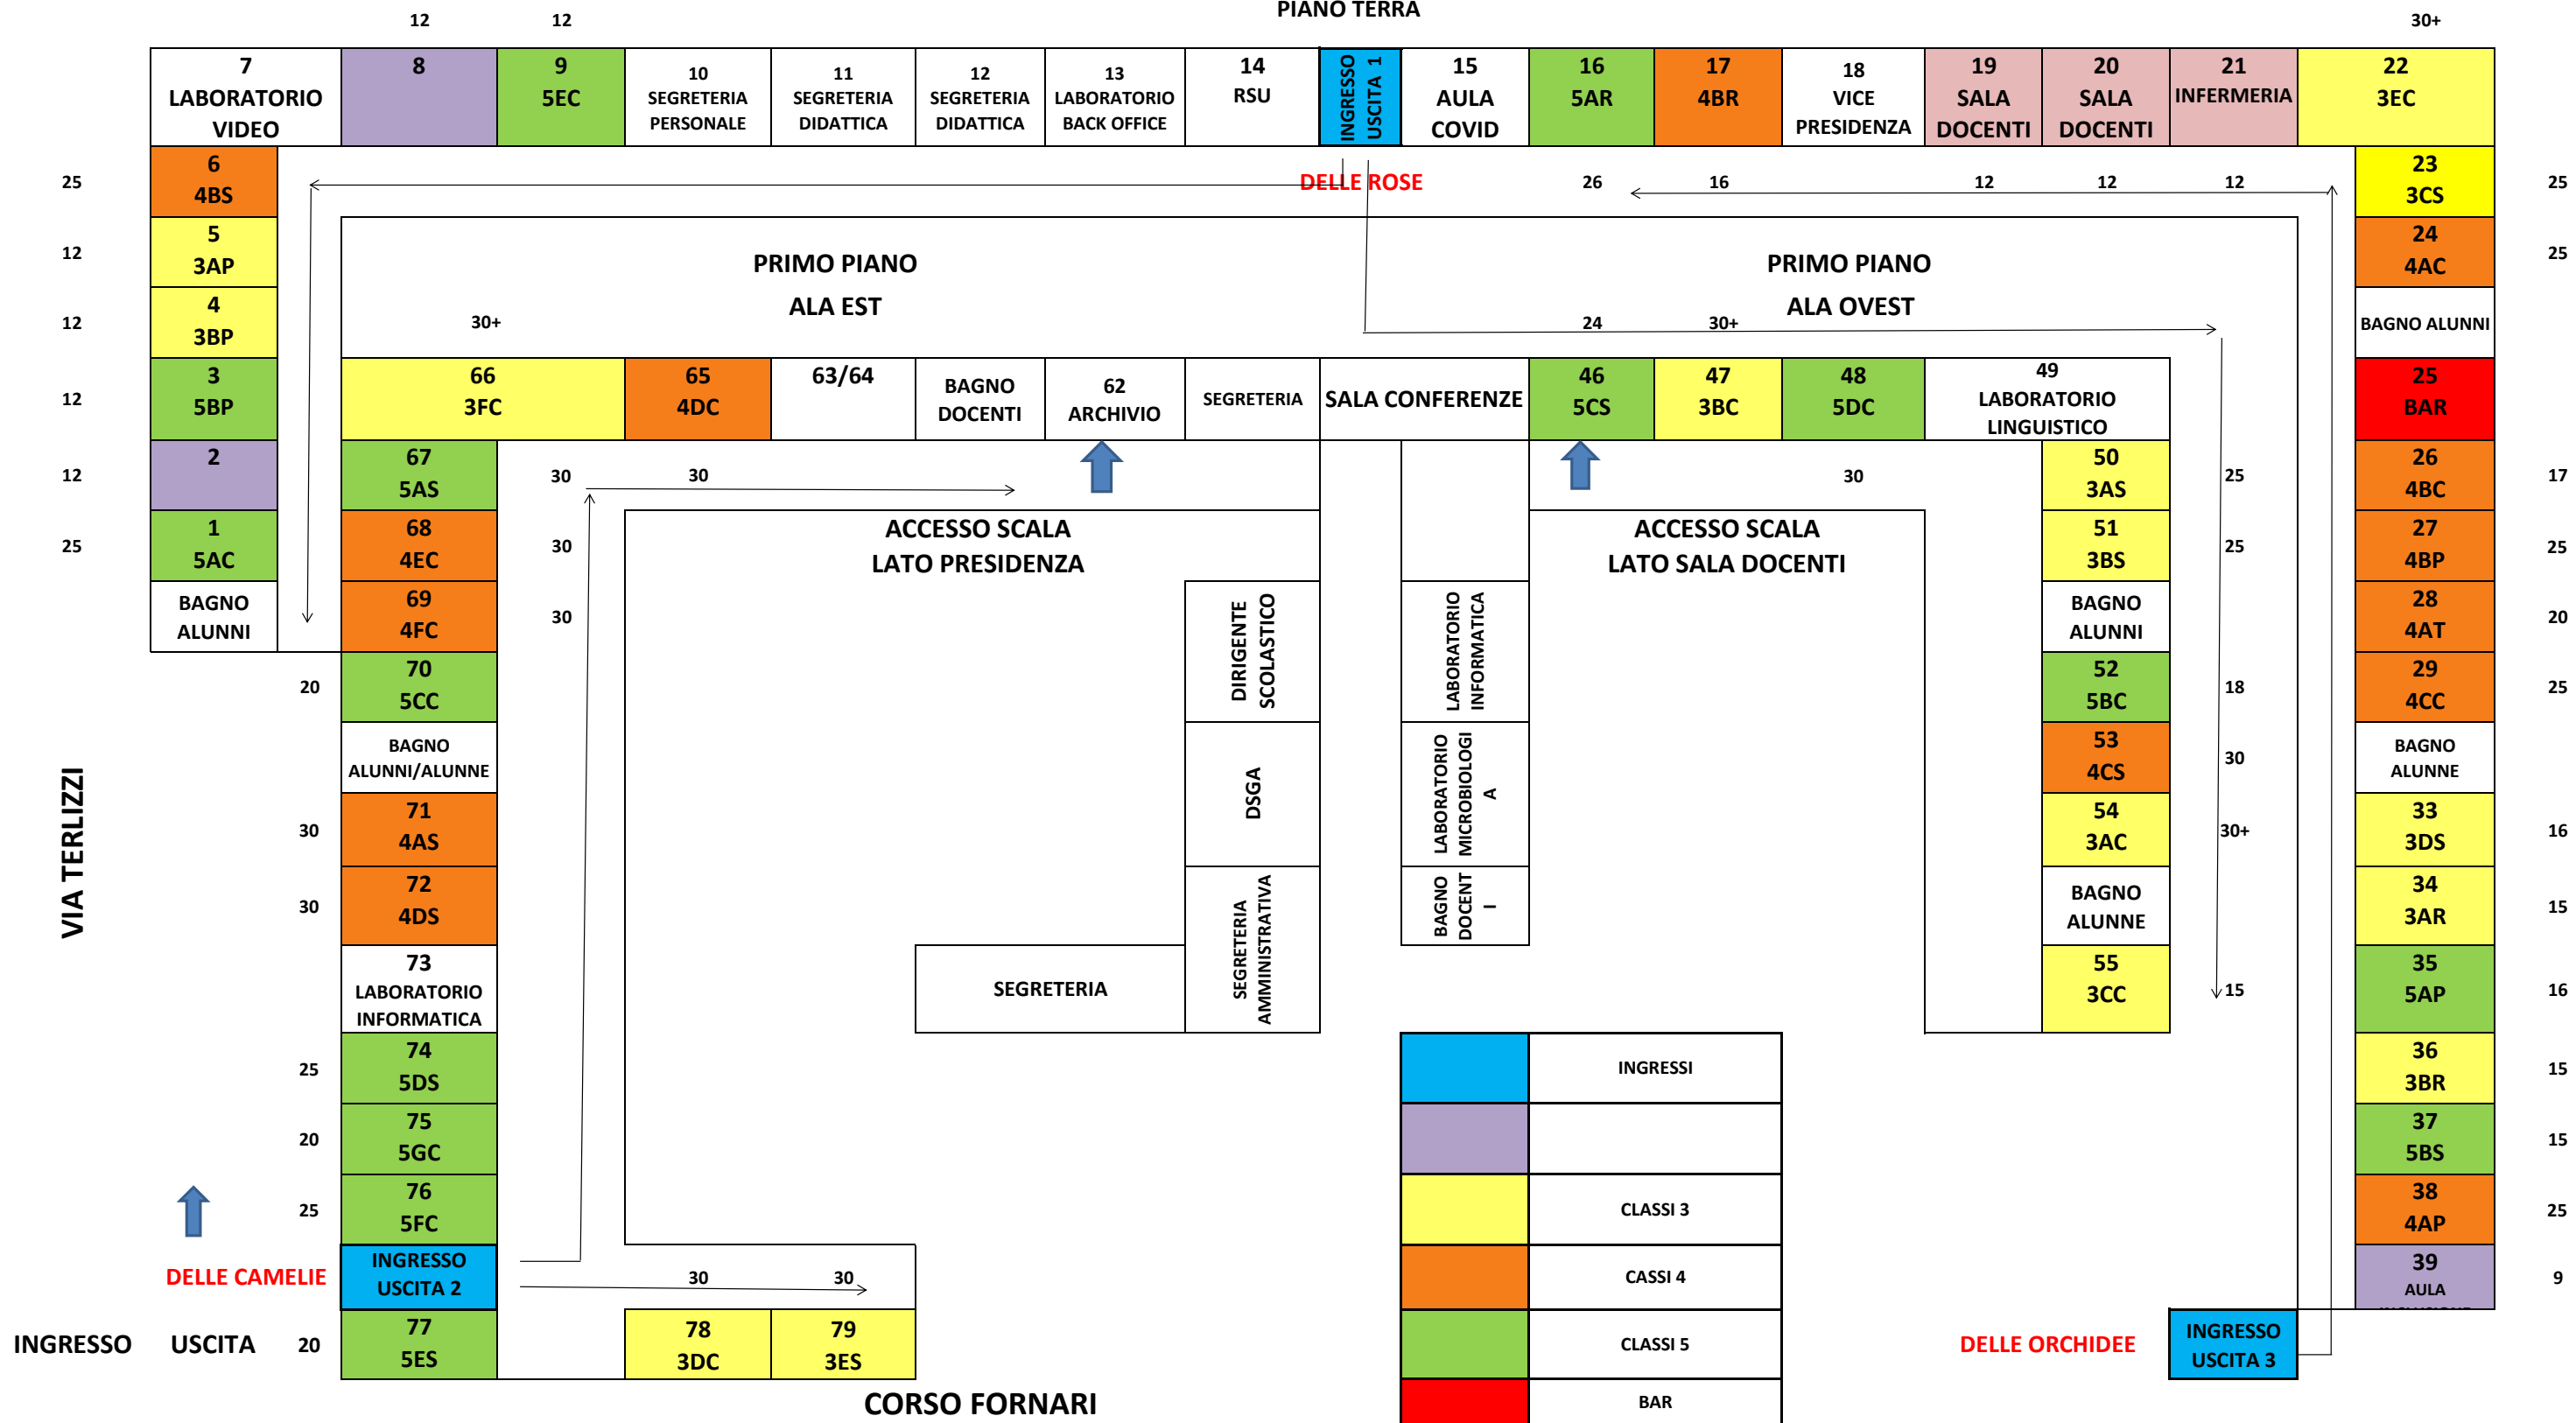 PIANO TERRA
12 12 30+
7 8 9 10 11 12 13 14 INGRESSO USCITA 1 15 16 17 18 19 20 21 22
LABORATORIO VIDEO
5EC
SEGRETERIA PERSONALE
SEGRETERIA DIDATTICA
SEGRETERIA DIDATTICA
LABORATORIO BACK OFFICE
RSU
AULA COVID
5AR
4BR
VICE PRESIDENZA
SALA DOCENTI
SALA DOCENTI
INFERMERIA
3EC
25
6
4BS
DELLE ROSE
26 16 12 12 12
23
3CS
25
12
5
3AP
PRIMO PIANO
ALA EST
PRIMO PIANO
ALA OVEST
24
4AC
25
12
4
3BP
30+
24 30+
BAGNO ALUNNI
12
3
5BP
66
3FC
65
4DC
63/64
BAGNO
DOCENTI
62
ARCHIVIO
SEGRETERIA
SALA CONFERENZE
46
5CS
47
3BC
48
5DC
49
LABORATORIO
LINGUISTICO
25
BAR
12
2
67
5AS
30 30
30
50
3AS
25
26
4BC
17
25
1
5AC
68
4EC
30
ACCESSO SCALA
LATO PRESIDENZA
ACCESSO SCALA
LATO SALA DOCENTI
51
3BS
25
27
4BP
25
BAGNO
ALUNNI
69
4FC
30
DIRIGENTE
SCOLASTICO
LABORATORIO
INFORMATICA
BAGNO
ALUNNI
28
4AT
20
20
70
5CC
52
5BC
18
29
4CC
25
VIA TERLIZZI
BAGNO
ALUNNI/ALUNNE
DSGA
LABORATORIO
MICROBIOLOGI
A
53
4CS
30
BAGNO
ALUNNE
30
71
4AS
54
3AC
30+
33
3DS
16
30
72
4DS
SEGRETERIA
AMMINISTRATIVA
BAGNO
DOCENT
I
BAGNO
ALUNNE
34
3AR
15
73
LABORATORIO
INFORMATICA
SEGRETERIA
55
3CC
15
35
5AP
16
25
74
5DS
INGRESSI
36
3BR
15
20
75
5GC
37
5BS
15
25
76
5FC
CLASSI 3
38
4AP
25
DELLE CAMELIE
INGRESSO
USCITA 2
30 30
CASSI 4
39
AULA
9
INGRESSO USCITA 20
77
5ES
78
3DC
79
3ES
CLASSI 5
DELLE ORCHIDEE
INGRESSO
USCITA 3
CORSO FORNARI
BAR